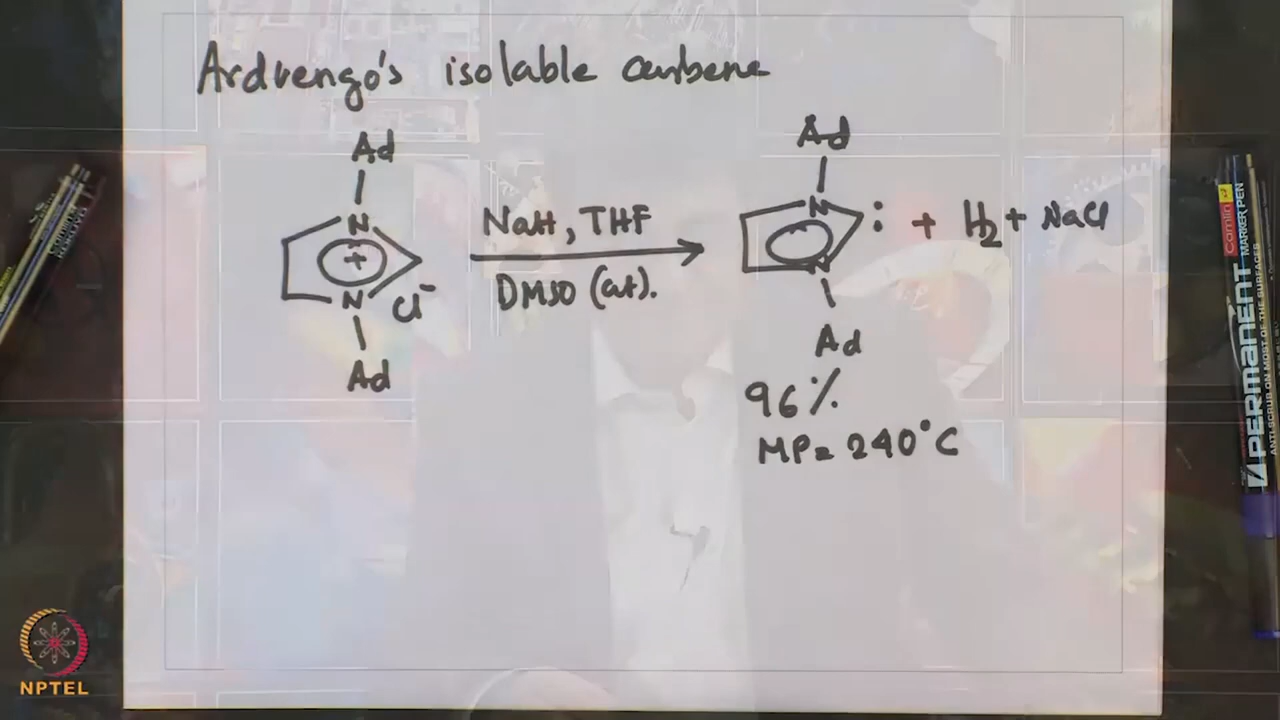 Arduengo's isolable carbene
Ad
N
+
N
Cl⁻
Ad
NaH, THF
DMSO (cat).
Ad
N
:
N
Ad
+ H₂ + NaCl
96%
MP= 240°C
NPTEL
Camlin
MARKER PEN
PERMANENT